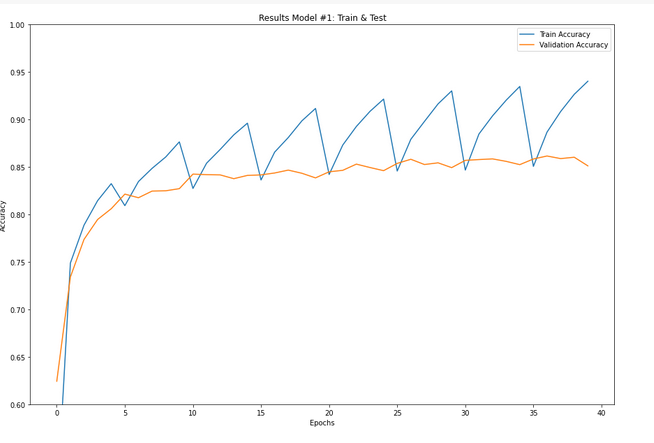 Results Model #1: Train & Test
Train Accuracy
Validation Accuracy
1.00
0.95
0.90
0.85
0.80
0.75
0.70
0.65
0.60
Accuracy
0 5 10 15 20 25 30 35 40
Epochs